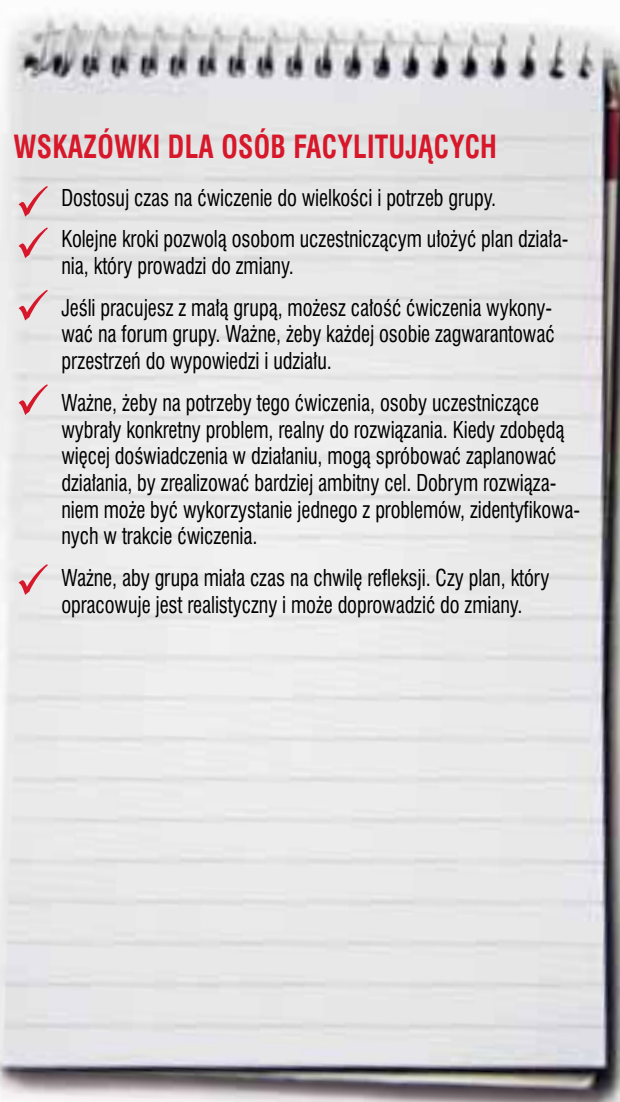 WSKAZÓWKI DLA OSÓB FACYLITUJĄCYCH
Dostosuj czas na ćwiczenie do wielkości i potrzeb grupy.
Kolejne kroki pozwolą osobom uczestniczącym ułożyć plan działa-
nia, który prowadzi do zmiany.
Jeśli pracujesz z małą grupą, możesz całość ćwiczenia wykony-
wać na forum grupy. Ważne, żeby każdej osobie zagwarantować
przestrzeń do wypowiedzi i udziału.
Ważne, żeby na potrzeby tego ćwiczenia, osoby uczestniczące
wybrały konkretny problem, realny do rozwiązania. Kiedy zdobędą
więcej doświadczenia w działaniu, mogą spróbować zaplanować
działania, by zrealizować bardziej ambitny cel. Dobrym rozwiąza-
niem może być wykorzystanie jednego z problemów, zidentyfikowa-
nych w trakcie ćwiczenia.
Ważne, aby grupa miała czas na chwilę refleksji. Czy plan, który
opracowuje jest realistyczny i może doprowadzić do zmiany.